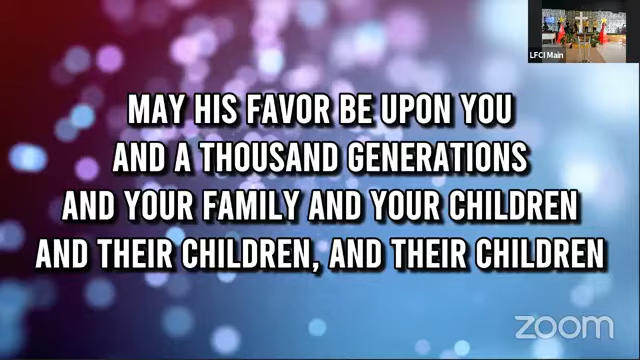 LFCI Main
MAY HIS FAVOR BE UPON YOU
AND A THOUSAND GENERATIONS
AND YOUR FAMILY AND YOUR CHILDREN
AND THEIR CHILDREN, AND THEIR CHILDREN
zoom